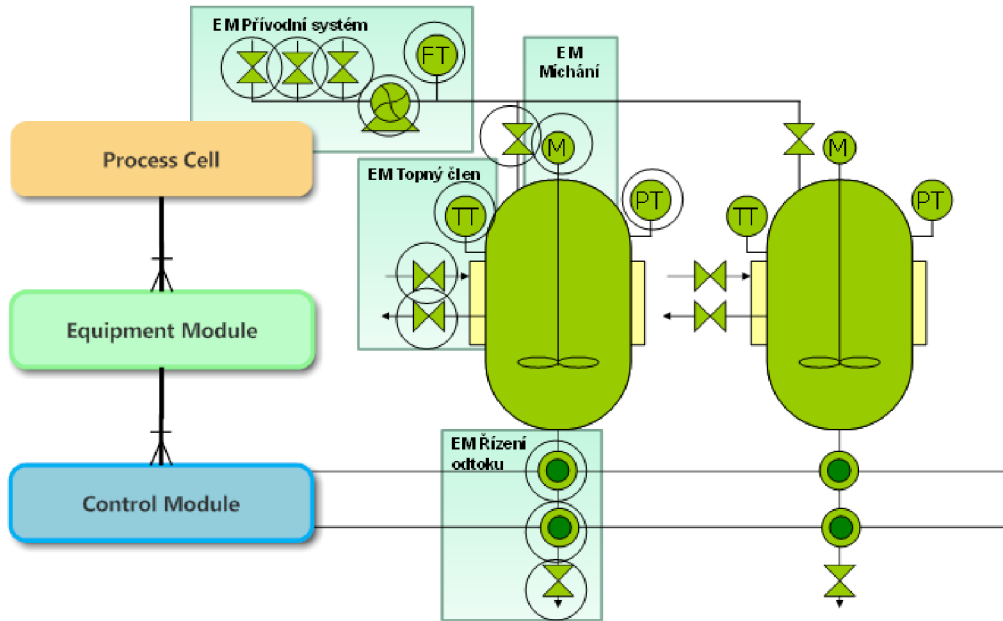 EM Přívodní systém
FT
EM
Míchání
Process Cell
M
M
EM Topný člen
TT
PT
TT
PT
Equipment Module
EM Řízení
odtoku
Control Module